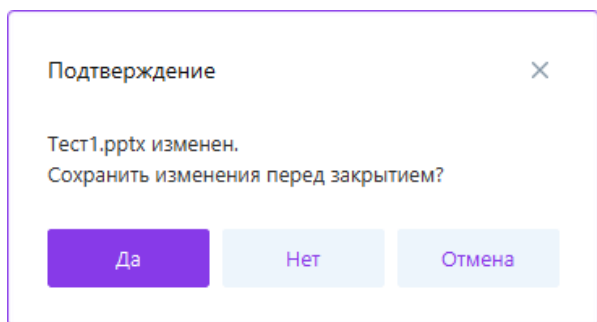 Подтверждение
Тест1.pptx изменен.
Сохранить изменения перед закрытием?
Да
Нет
Отмена